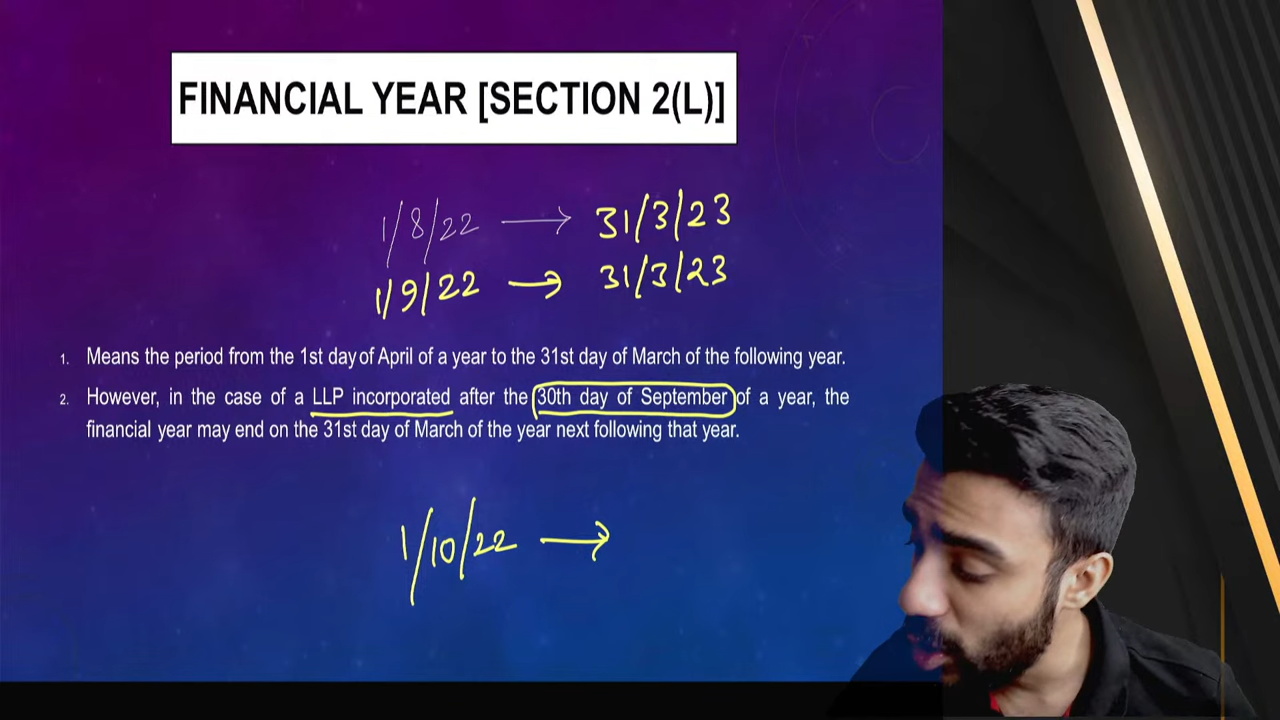 FINANCIAL YEAR [SECTION 2(L)]
1/8/22 → 31/3/23
1/9/22 → 31/3/23
1. Means the period from the 1st day of April of a year to the 31st day of March of the following year.
2. However, in the case of a LLP incorporated after the 30th day of September of a year, the
financial year may end on the 31st day of March of the year next following that year.
1/10/22 →